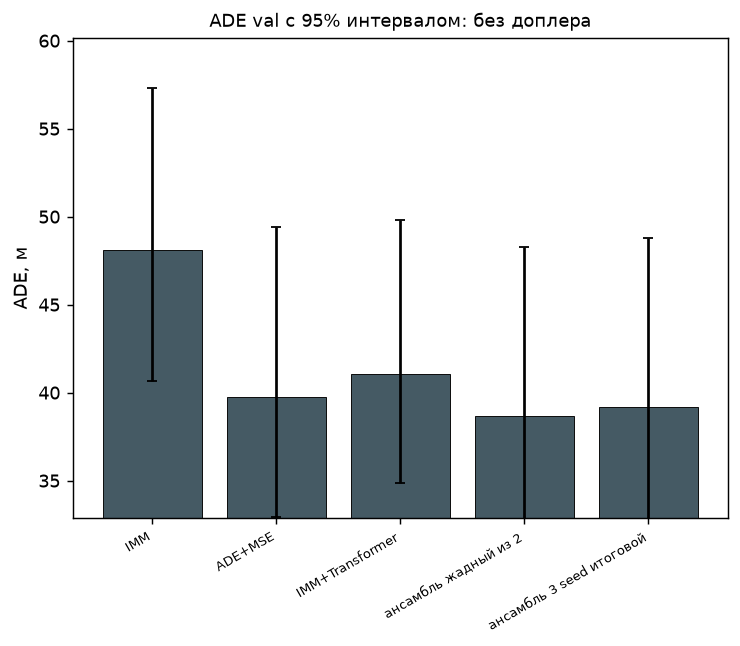 ADE val с 95% интервалом: без доплера
60
55
50
45
40
35
ADE, м
IMM
ADE+MSE
IMM+Transformer
ансамбль жадный из 2
ансамбль 3 seed итоговой